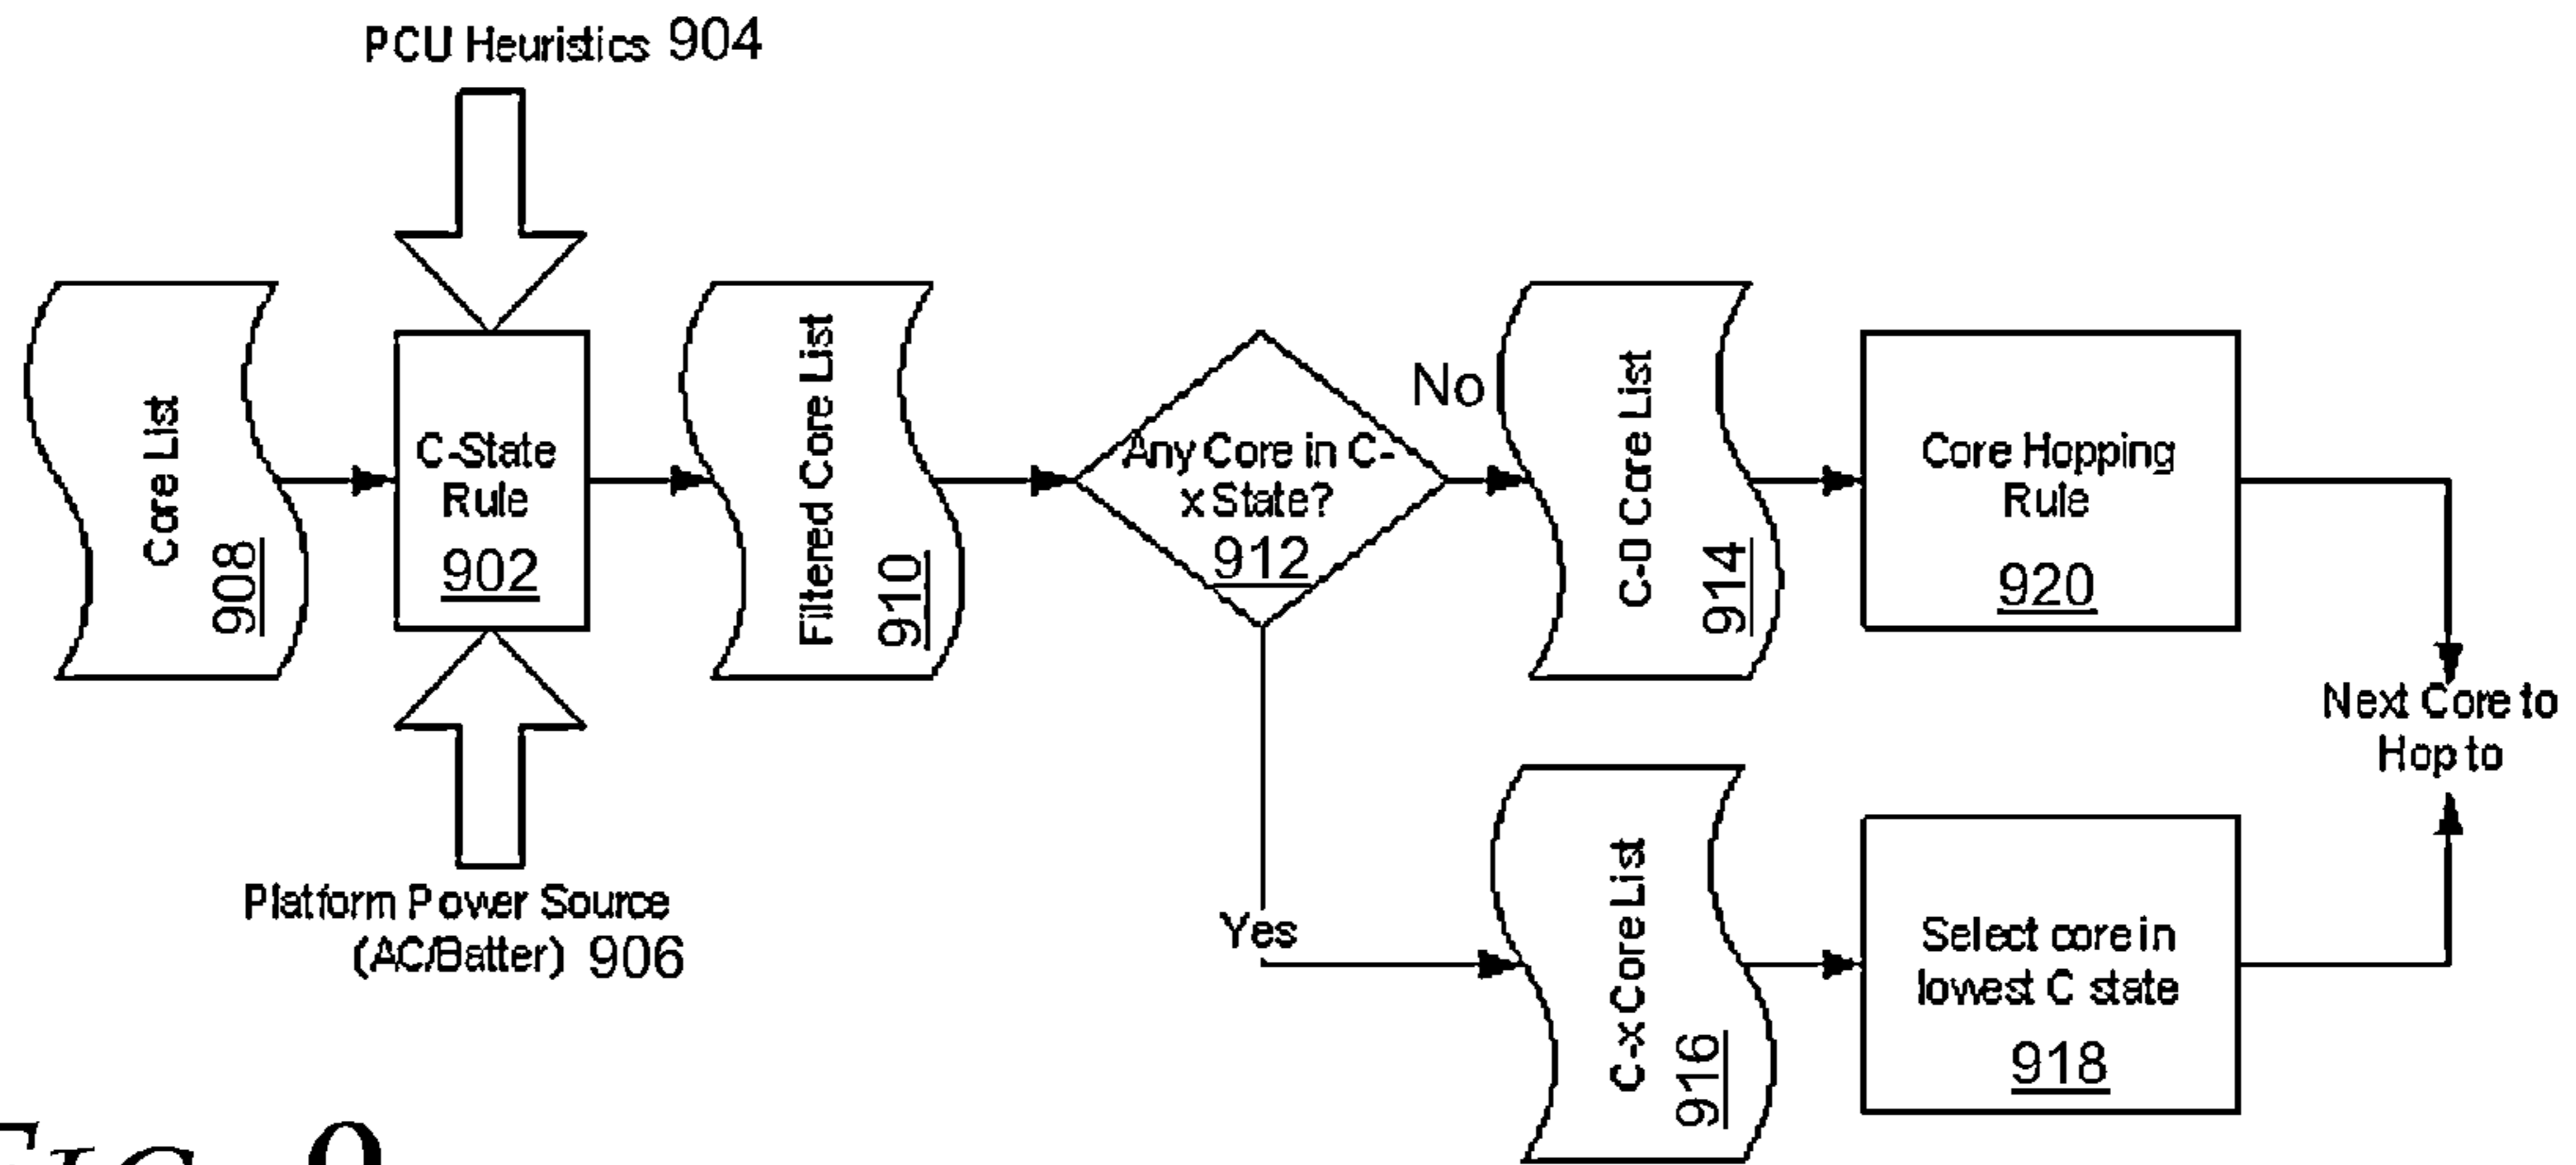 PCU Heuristics 904
Core List
908
C-State
Rule
902
Platform Power Source
(AC/Batter) 906
Filtered Core List
910
Any Core in C-
x State?
912
No
Yes
C-0 Core List
914
Core Hopping
Rule
920
C-x Core List
916
Select core in
lowest C state
918
Next Core to
Hop to
FIG. 9